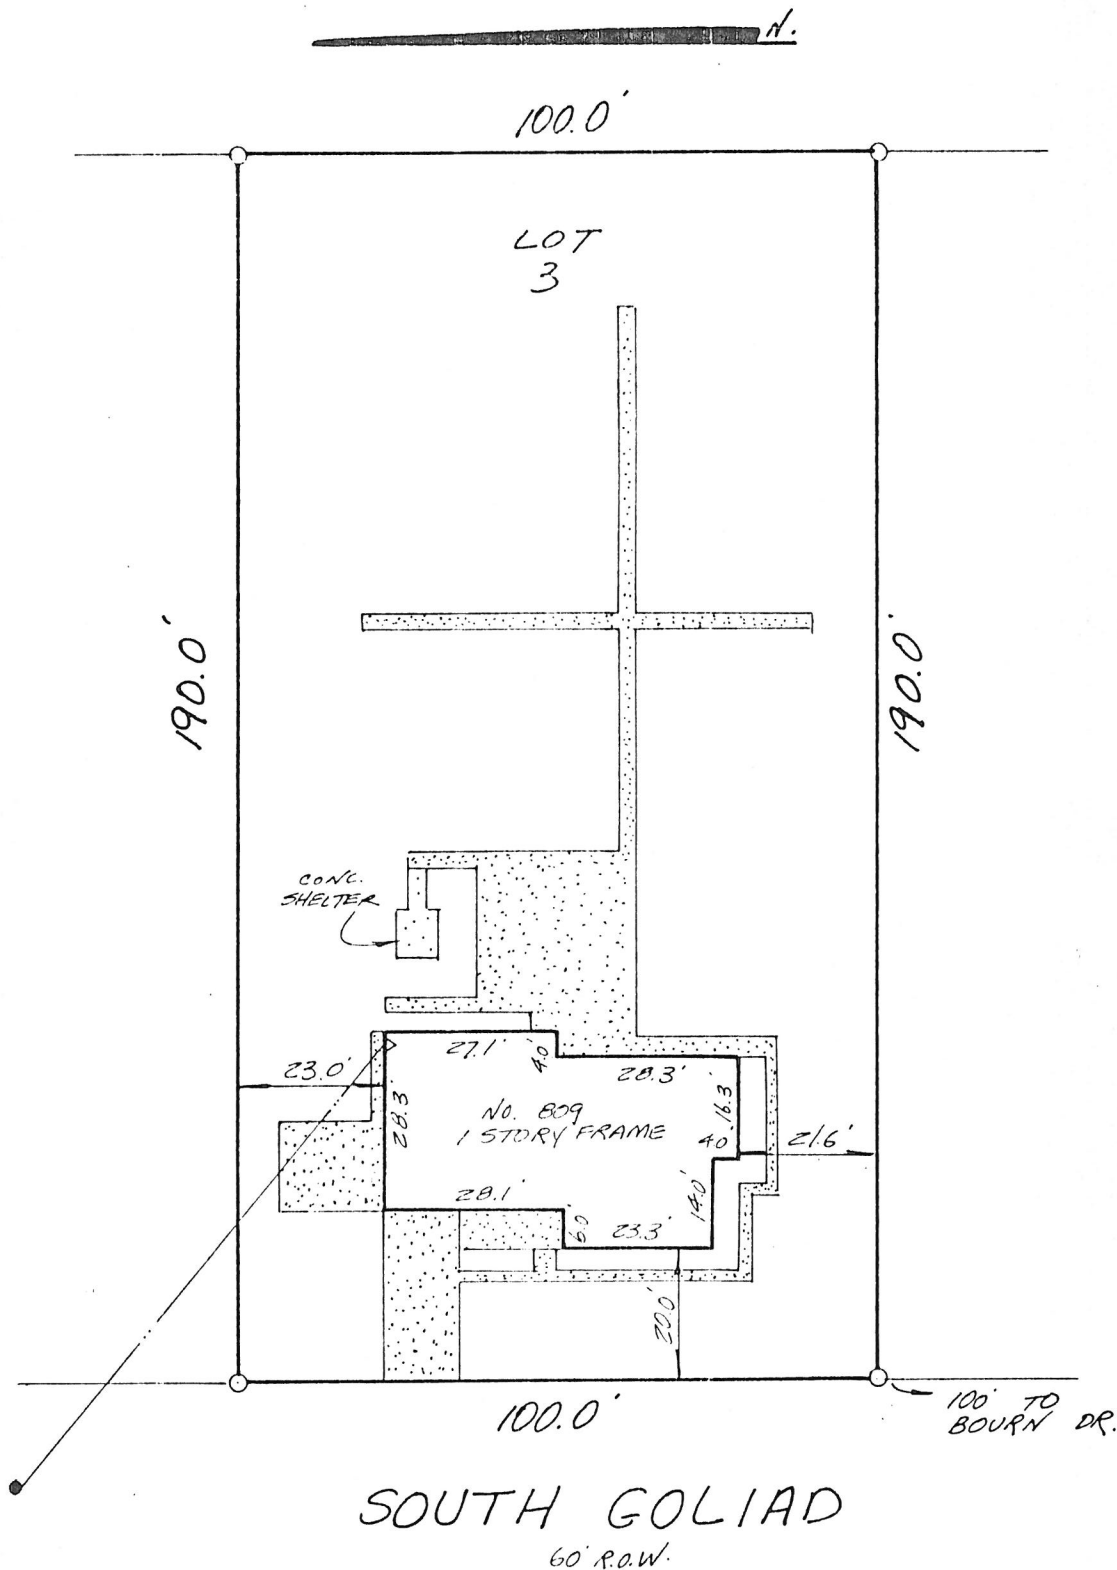 N.
100.0'
LOT
3
190.0'
190.0'
CONC.
SHELTER
27.1'
4.0'
28.3'
23.0'
28.3
16.3'
No. 809
1 STORY FRAME
4.0
21.6'
28.1'
14.0'
6.0
23.3'
20.0'
100.0'
100' TO
BOURN DR.
SOUTH GOLIAD
60' R.O.W.